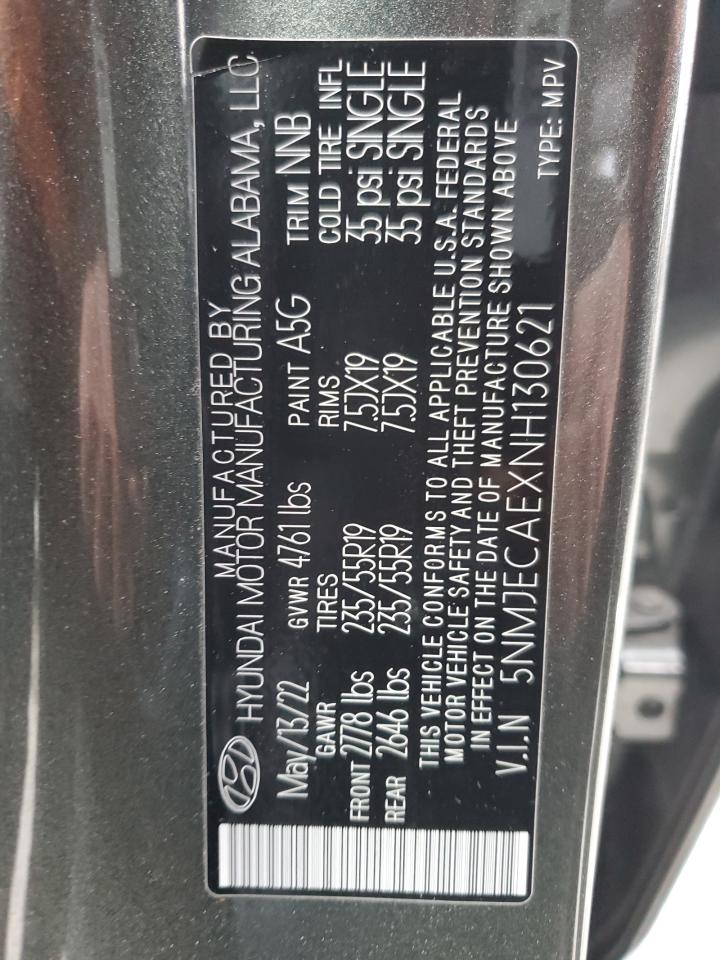 MANUFACTURED BY
HYUNDAI MOTOR MANUFACTURING ALABAMA, LLC
May/13/22 GVWR 4761 lbs PAINT A5G TRIM NNB
GAWR TIRES RIMS COLD TIRE INFL
FRONT 2778 lbs 235/55R19 7.5JX19 35 psi SINGLE
REAR 2646 lbs 235/55R19 7.5JX19 35 psi SINGLE
THIS VEHICLE CONFORMS TO ALL APPLICABLE U.S.A. FEDERAL
MOTOR VEHICLE SAFETY AND THEFT PREVENTION STANDARDS
IN EFFECT ON THE DATE OF MANUFACTURE SHOWN ABOVE
V.I.N 5NMJECAEXNH130621
TYPE: MPV